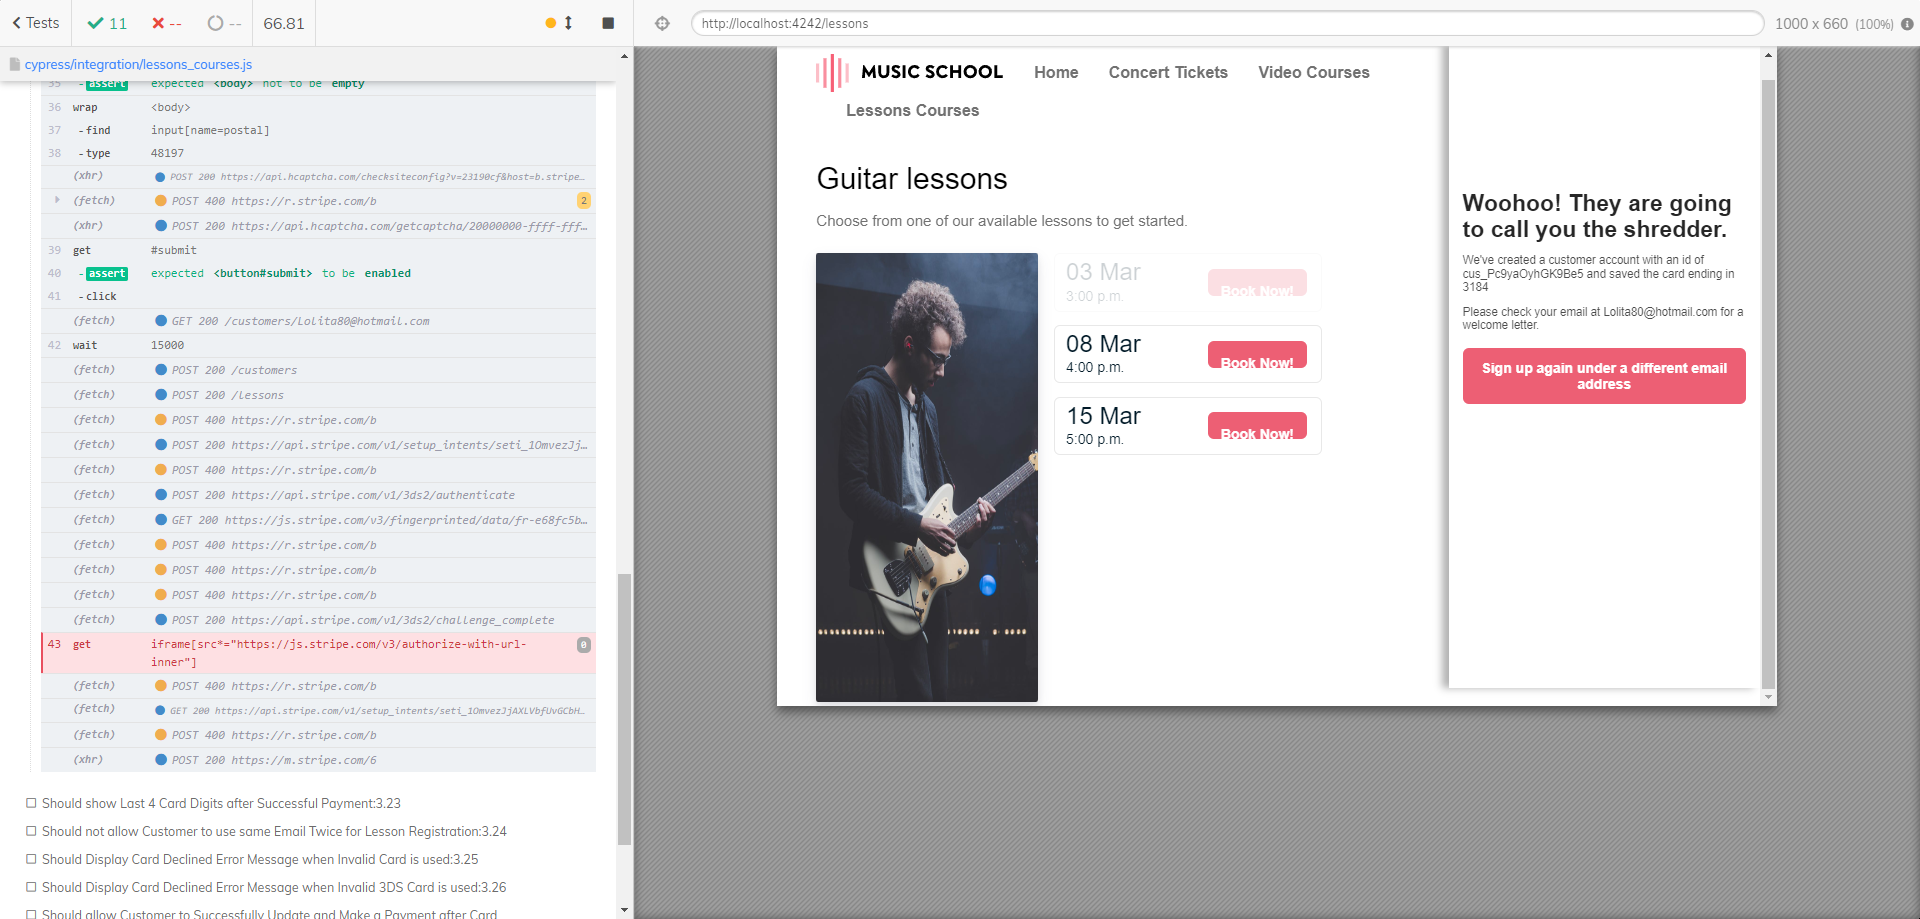 Tests
11
--
--
66.81
http://localhost:4242/lessons
1000 x 660 (100%)
cypress/integration/lessons_courses.js
35 -assert expected <body> not to be empty
36 wrap <body>
37 -find input[name=postal]
38 -type 48197
(xhr) POST 200 https://api.hcaptcha.com/checksiteconfig?v=23190cf&host=b.stripe…
(fetch) POST 400 https://r.stripe.com/b 2
(xhr) POST 200 https://api.hcaptcha.com/getcaptcha/20000000-ffff-fff…
39 get #submit
40 -assert expected <button#submit> to be enabled
41 -click
(fetch) GET 200 /customers/Lolita80@hotmail.com
42 wait 15000
(fetch) POST 200 /customers
(fetch) POST 200 /lessons
(fetch) POST 400 https://r.stripe.com/b
(fetch) POST 200 https://api.stripe.com/v1/setup_intents/seti_1OmvezJj…
(fetch) POST 400 https://r.stripe.com/b
(fetch) POST 200 https://api.stripe.com/v1/3ds2/authenticate
(fetch) GET 200 https://js.stripe.com/v3/fingerprinted/data/fr-e68fc5b…
(fetch) POST 400 https://r.stripe.com/b
(fetch) POST 400 https://r.stripe.com/b
(fetch) POST 400 https://r.stripe.com/b
(fetch) POST 200 https://api.stripe.com/v1/3ds2/challenge_complete
43 get iframe[src*="https://js.stripe.com/v3/authorize-with-url- 0
inner"]
(fetch) POST 400 https://r.stripe.com/b
(fetch) GET 200 https://api.stripe.com/v1/setup_intents/seti_1OmvezJjAXLVbfUvGCbH…
(fetch) POST 400 https://r.stripe.com/b
(xhr) POST 200 https://m.stripe.com/6
Should show Last 4 Card Digits after Successful Payment:3.23
Should not allow Customer to use same Email Twice for Lesson Registration:3.24
Should Display Card Declined Error Message when Invalid Card is used:3.25
Should Display Card Declined Error Message when Invalid 3DS Card is used:3.26
Should allow Customer to Successfully Update and Make a Payment after Card
MUSIC SCHOOL
Home
Concert Tickets
Video Courses
Lessons Courses
Guitar lessons
Choose from one of our available lessons to get started.
03 Mar
3:00 p.m.
Book Now!
08 Mar
4:00 p.m.
Book Now!
15 Mar
5:00 p.m.
Book Now!
Woohoo! They are going
to call you the shredder.
We've created a customer account with an id of
cus_Pc9yaOyhGK9Be5 and saved the card ending in
3184
Please check your email at Lolita80@hotmail.com for a
welcome letter.
Sign up again under a different email
address